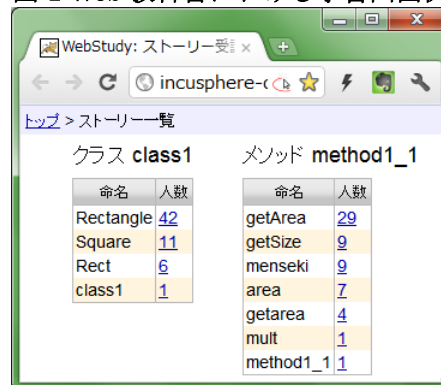 WebStudy: ストーリー受
incusphere-c
トップ > ストーリー一覧
クラス class1
命名 人数
Rectangle 42
Square 11
Rect 6
class1 1
メソッド method1_1
命名 人数
getArea 29
getSize 9
menseki 9
area 7
getarea 4
mult 1
method1_1 1